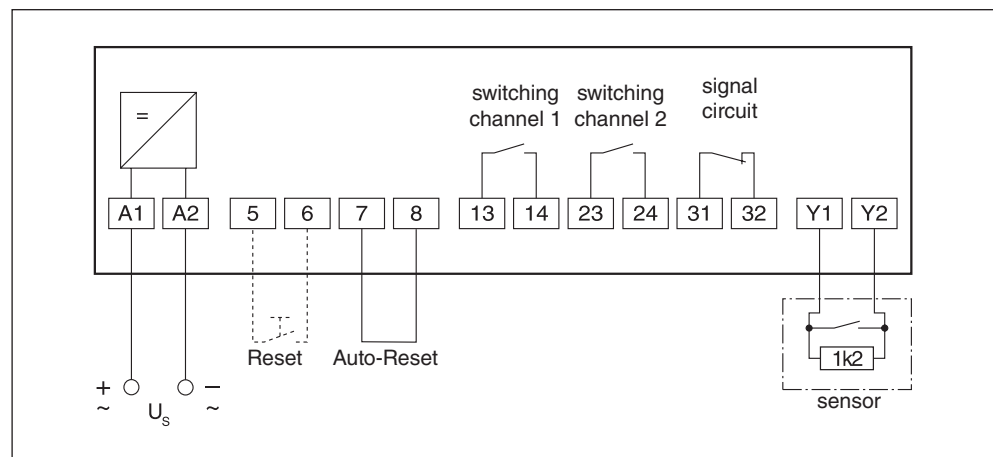 switching
channel 1
switching
channel 2
signal
circuit
=
A1 A2 5 6 7 8 13 14 23 24 31 32 Y1 Y2
Reset
Auto-Reset
1k2
sensor
+ −
~ US ~